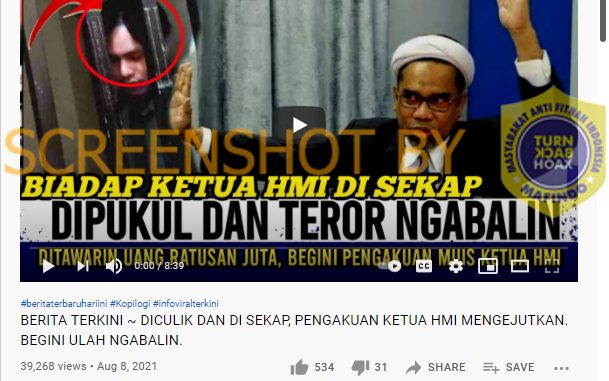 SCREENSHOT BY
MASYARAKAT ANTI FITNAH INDONESIA
TURN
BACK
HOAX
MAFINDO
BIADAP KETUA HMI DI SEKAP
DIPUKUL DAN TEROR NGABALIN
DITAWARIN UANG RATUSAN JUTA, BEGINI PENGAKUAN MNS KETUA HMI
0:00 / 8:39
CC
#beritaterbaruhariini #Kopilogi #infoviralterkini
BERITA TERKINI ~ DICULIK DAN DI SEKAP, PENGAKUAN KETUA HMI MENGEJUTKAN.
BEGINI ULAH NGABALIN.
39,268 views • Aug 8, 2021
534
31
SHARE
SAVE